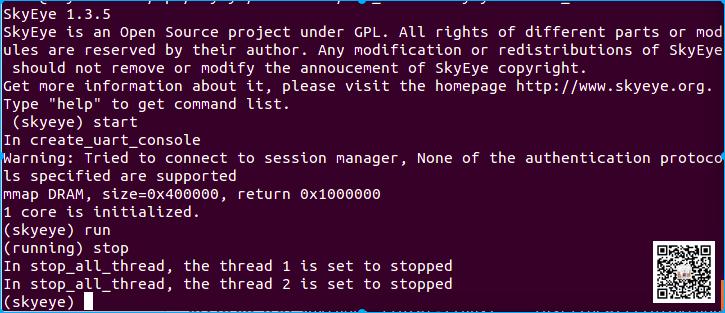 SkyEye 1.3.5
SkyEye is an Open Source project under GPL. All rights of different parts or mod
ules are reserved by their author. Any modification or redistributions of SkyEye
 should not remove or modify the annoucement of SkyEye copyright.
Get more information about it, please visit the homepage http://www.skyeye.org.
Type "help" to get command list.
 (skyeye) start
In create_uart_console
Warning: Tried to connect to session manager, None of the authentication protoco
ls specified are supported
mmap DRAM, size=0x400000, return 0x1000000
1 core is initialized.
(skyeye) run
(running) stop
In stop_all_thread, the thread 1 is set to stopped
In stop_all_thread, the thread 2 is set to stopped
(skyeye)